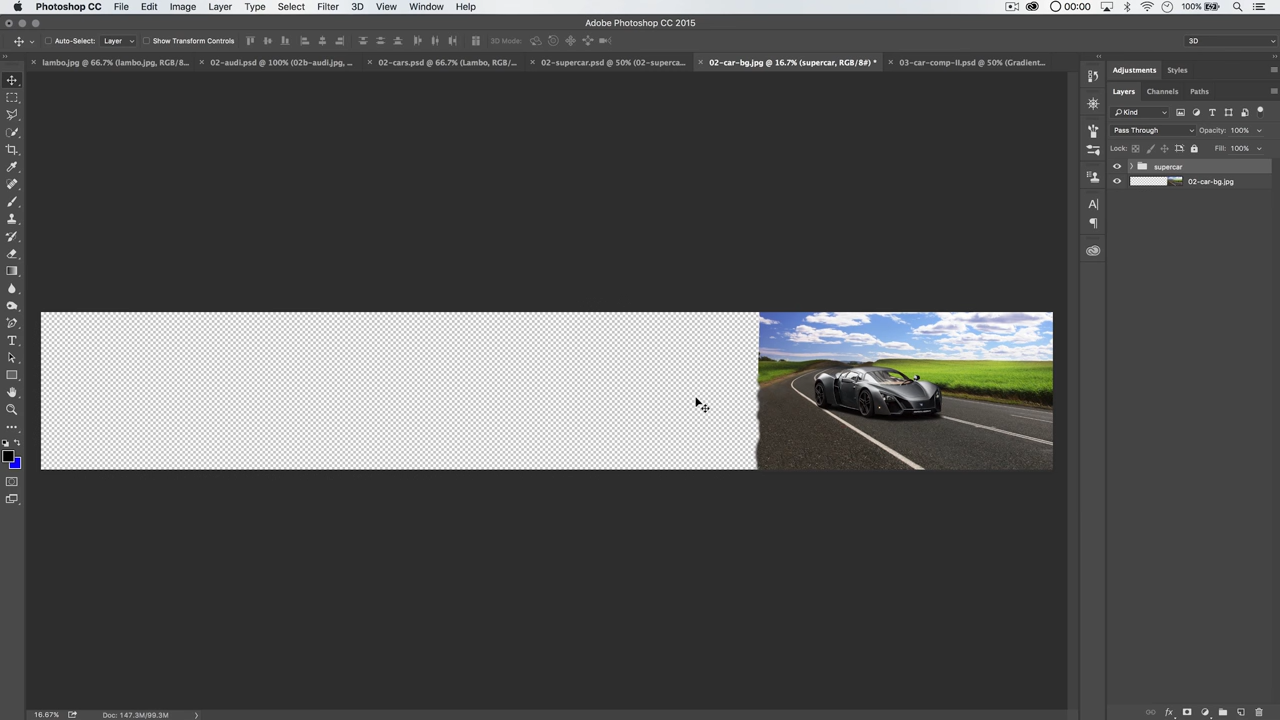 Photoshop CC File Edit Image Layer Type Select Filter 3D View Window Help 00:00 100%
Adobe Photoshop CC 2015
Auto-Select: Layer Show Transform Controls 3D Mode: 3D
lambo.jpg @ 66.7% (lambo.jpg, RGB/8... 02-audi.psd @ 100% (02b-audi.jpg, ... 02-cars.psd @ 66.7% (Lambo, RGB/... 02-supercar.psd @ 50% (02-superca... 02-car-bg.jpg @ 16.7% (supercar, RGB/8#) * 03-car-comp-II.psd @ 50% (Gradient...
Adjustments Styles
Layers Channels Paths
Kind
Pass Through Opacity: 100%
Lock: Fill: 100%
supercar
02-car-bg.jpg
16.67% Doc: 147.3M/99.3M